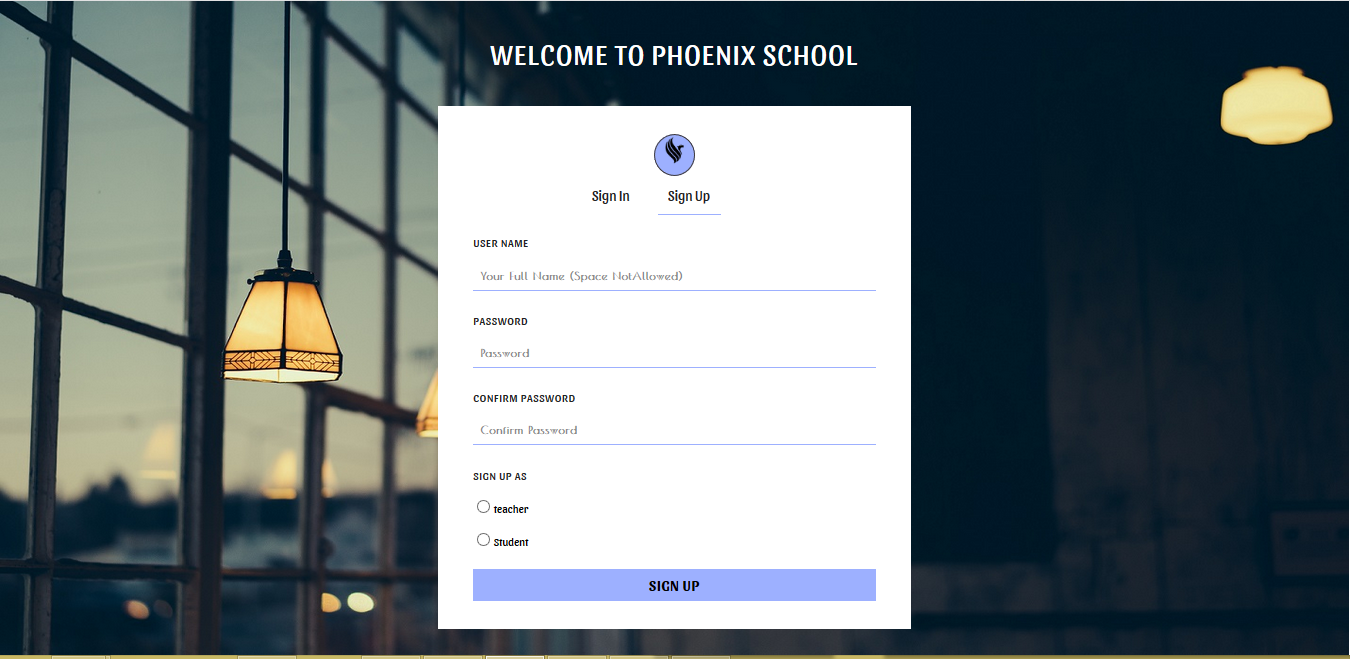 WELCOME TO PHOENIX SCHOOL
Sign In Sign Up
USER NAME
Your Full Name (Space NotAllowed)
PASSWORD
Password
CONFIRM PASSWORD
Confirm Password
SIGN UP AS
teacher
Student
SIGN UP